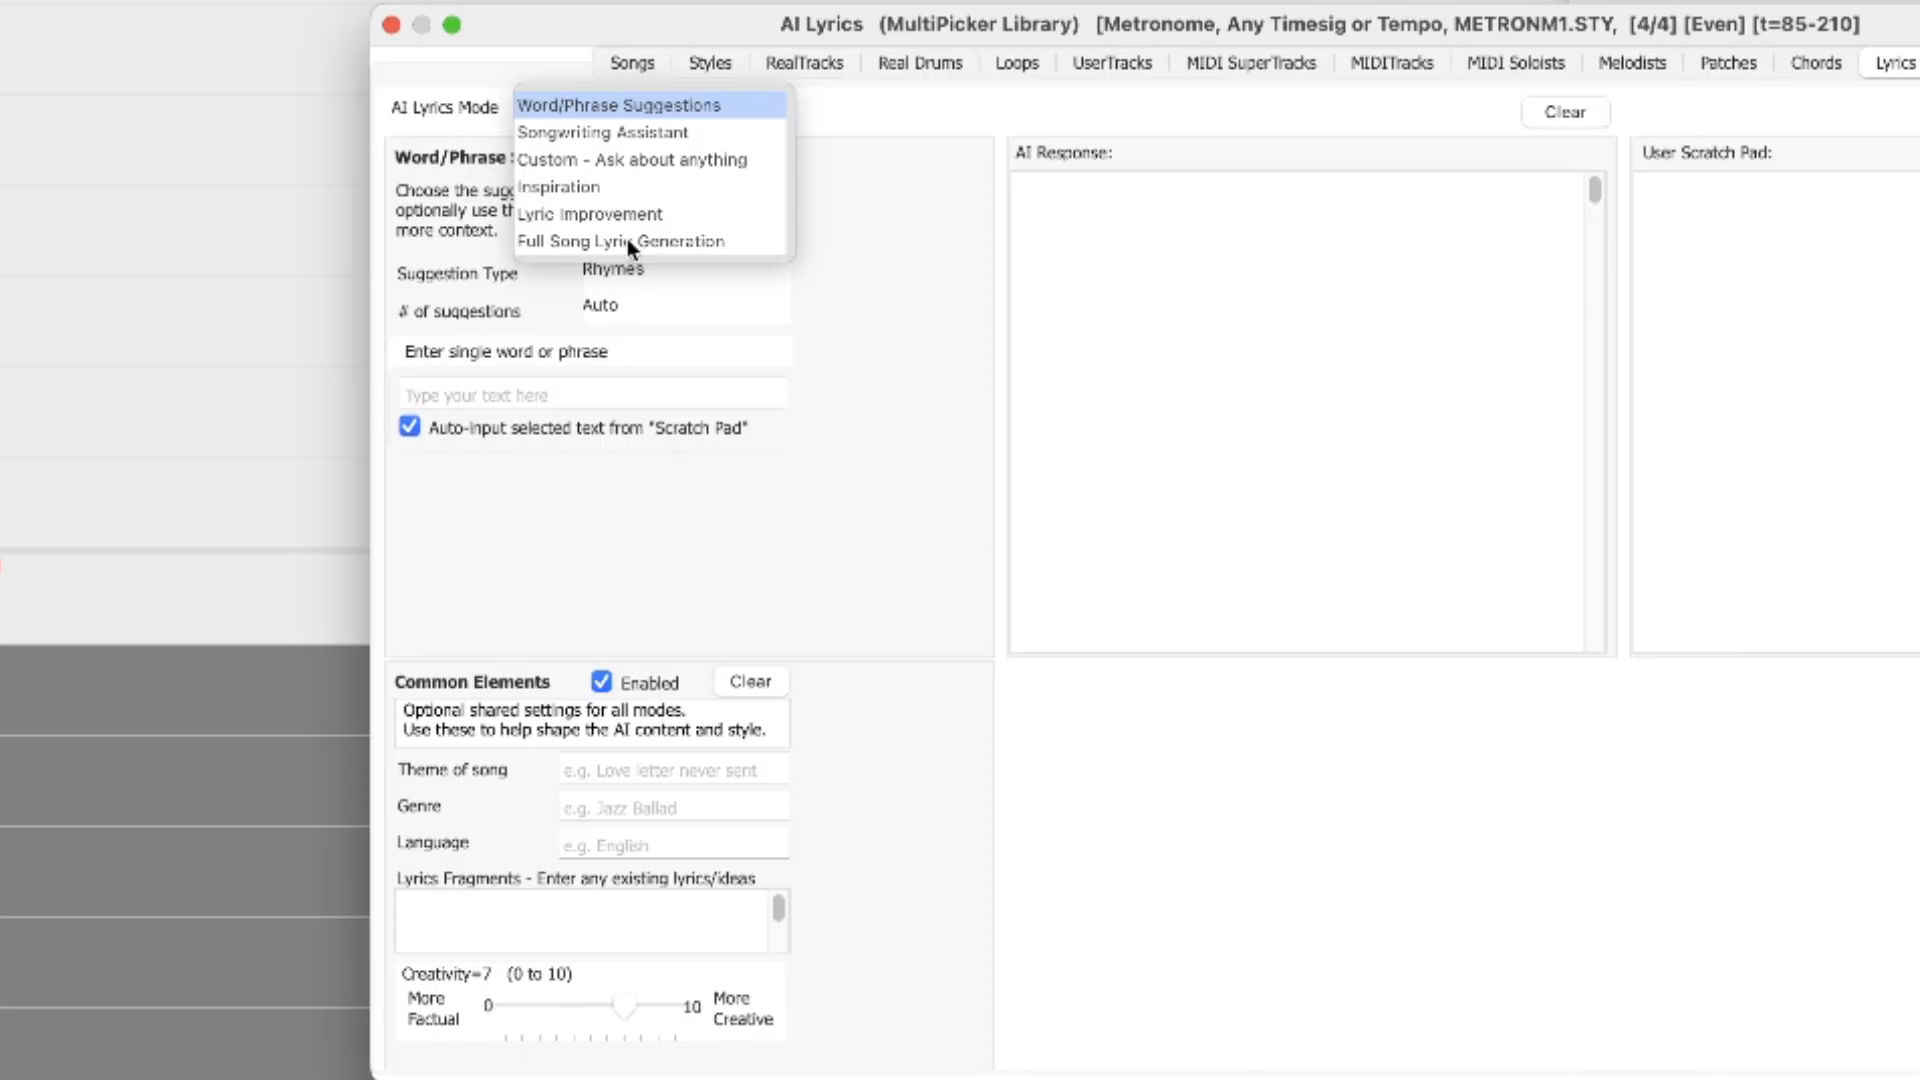 AI Lyrics (MultiPicker Library) [Metronome, Any Timesig or Tempo, METRONM1.STY, [4/4] [Even] [t=85-210]
Songs Styles RealTracks Real Drums Loops UserTracks MIDI SuperTracks MIDITracks MIDI Soloists Melodists Patches Chords Lyrics
AI Lyrics Mode
Word/Phrase Suggestions
Songwriting Assistant
Custom - Ask about anything
Inspiration
Lyric Improvement
Full Song Lyric Generation
Clear
Word/Phrase
Choose the
optionally use
more context.
Suggestion Type Rhymes
# of suggestions Auto
Enter single word or phrase
Type your text here
Auto-input selected text from "Scratch Pad"
AI Response:
User Scratch Pad:
Common Elements Enabled Clear
Optional shared settings for all modes.
Use these to help shape the AI content and style.
Theme of song e.g. Love letter never sent
Genre e.g. Jazz Ballad
Language e.g. English
Lyrics Fragments - Enter any existing lyrics/ideas
Creativity=7 (0 to 10)
More Factual 0 10 More Creative